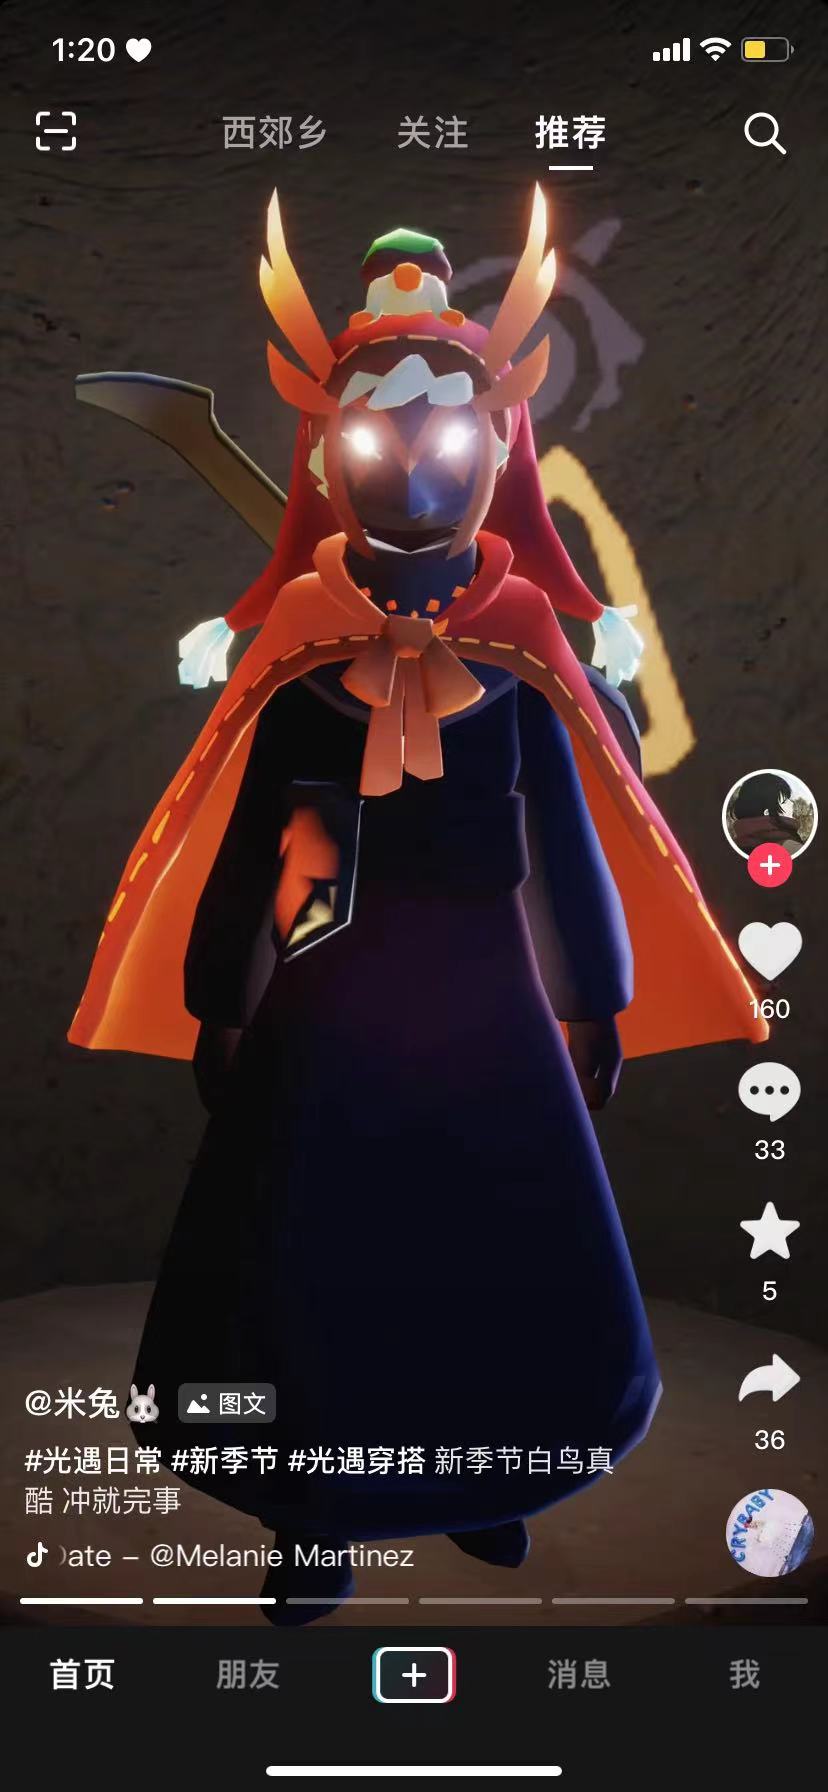 1:20
西郊乡 关注 推荐
160
33
5
36
@米兔 图文
#光遇日常 #新季节 #光遇穿搭 新季节白鸟真
酷 冲就完事
ate – @Melanie Martinez
CRYBABY
首页 朋友 消息 我